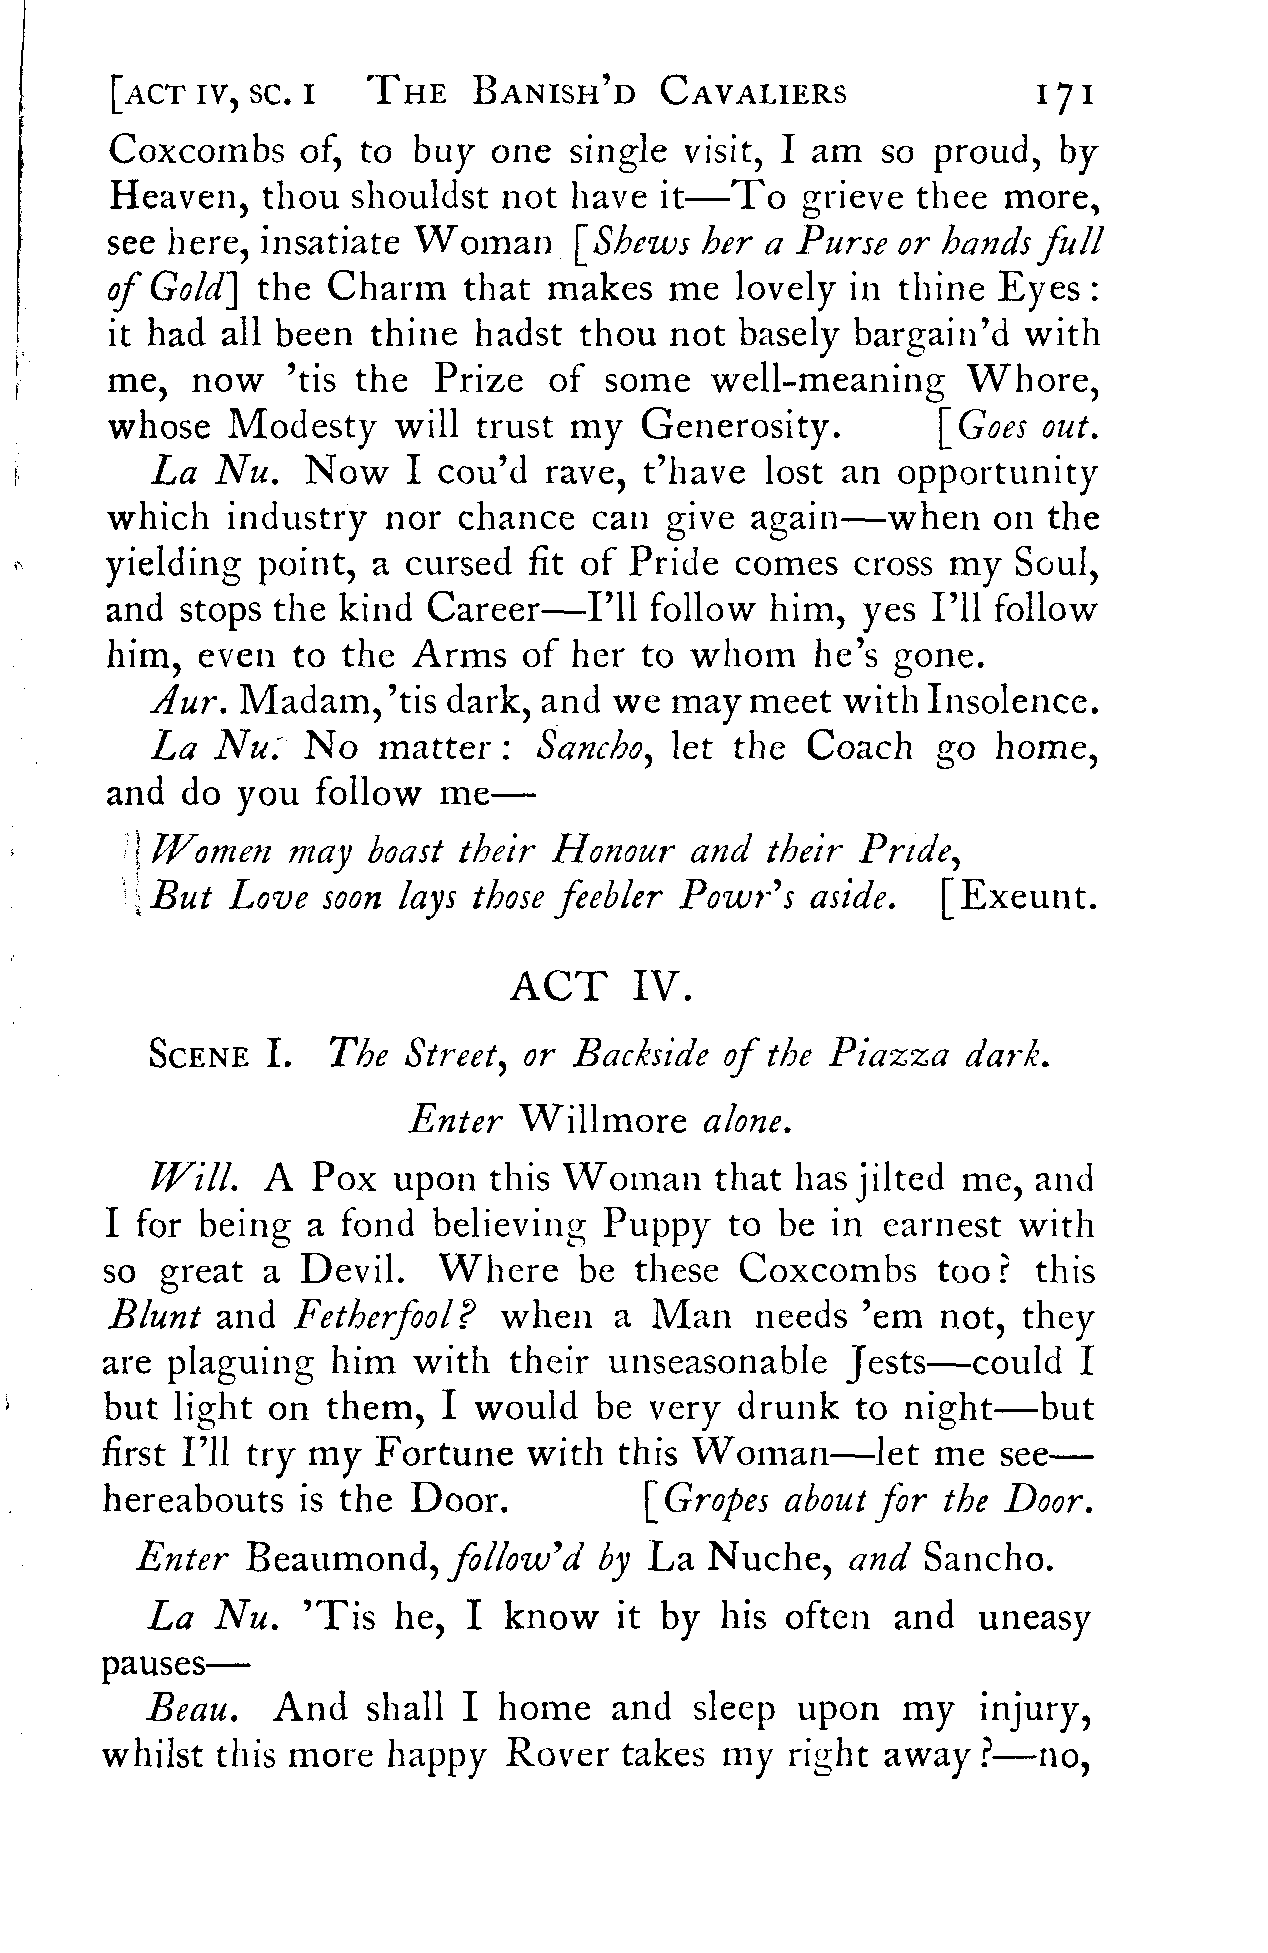 [ACT IV, SC. I THE BANISH'D CAVALIERS 171
Coxcombs of, to buy one single visit, I am so proud, by
Heaven, thou shouldst not have it—To grieve thee more,
see here, insatiate Woman [Shews her a Purse or hands full
of Gold] the Charm that makes me lovely in thine Eyes :
it had all been thine hadst thou not basely bargain'd with
me, now 'tis the Prize of some well-meaning Whore,
whose Modesty will trust my Generosity. [Goes out.
La Nu. Now I cou'd rave, t'have lost an opportunity
which industry nor chance can give again—when on the
yielding point, a cursed fit of Pride comes cross my Soul,
and stops the kind Career—I'll follow him, yes I'll follow
him, even to the Arms of her to whom he's gone.
Aur. Madam, 'tis dark, and we may meet with Insolence.
La Nu. No matter : Sancho, let the Coach go home,
and do you follow me—
Women may boast their Honour and their Pride,
But Love soon lays those feebler Powr's aside. [Exeunt.
ACT IV.
SCENE I. The Street, or Backside of the Piazza dark.
Enter Willmore alone.
Will. A Pox upon this Woman that has jilted me, and
I for being a fond believing Puppy to be in earnest with
so great a Devil. Where be these Coxcombs too? this
Blunt and Fetherfool? when a Man needs 'em not, they
are plaguing him with their unseasonable Jests—could I
but light on them, I would be very drunk to night—but
first I'll try my Fortune with this Woman—let me see—
hereabouts is the Door. [Gropes about for the Door.
Enter Beaumond, follow'd by La Nuche, and Sancho.
La Nu. 'Tis he, I know it by his often and uneasy
pauses—
Beau. And shall I home and sleep upon my injury,
whilst this more happy Rover takes my right away ?—no,